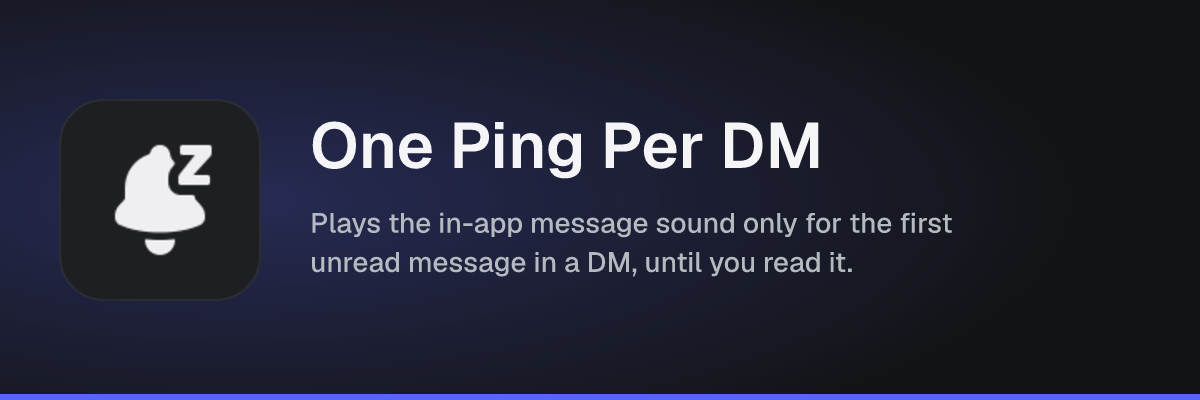 One Ping Per DM
Plays the in-app message sound only for the first
unread message in a DM, until you read it.